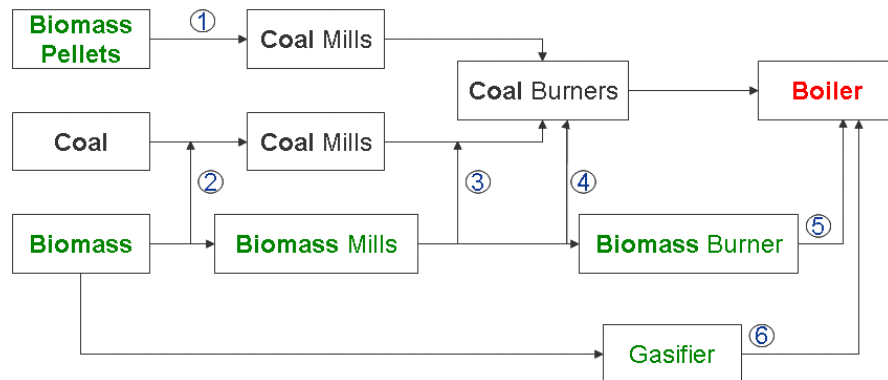 Biomass
Pellets
①
Coal Mills
Coal Burners
Boiler
Coal
②
Coal Mills
③
④
Biomass
Biomass Mills
Biomass Burner
⑤
Gasifier
⑥